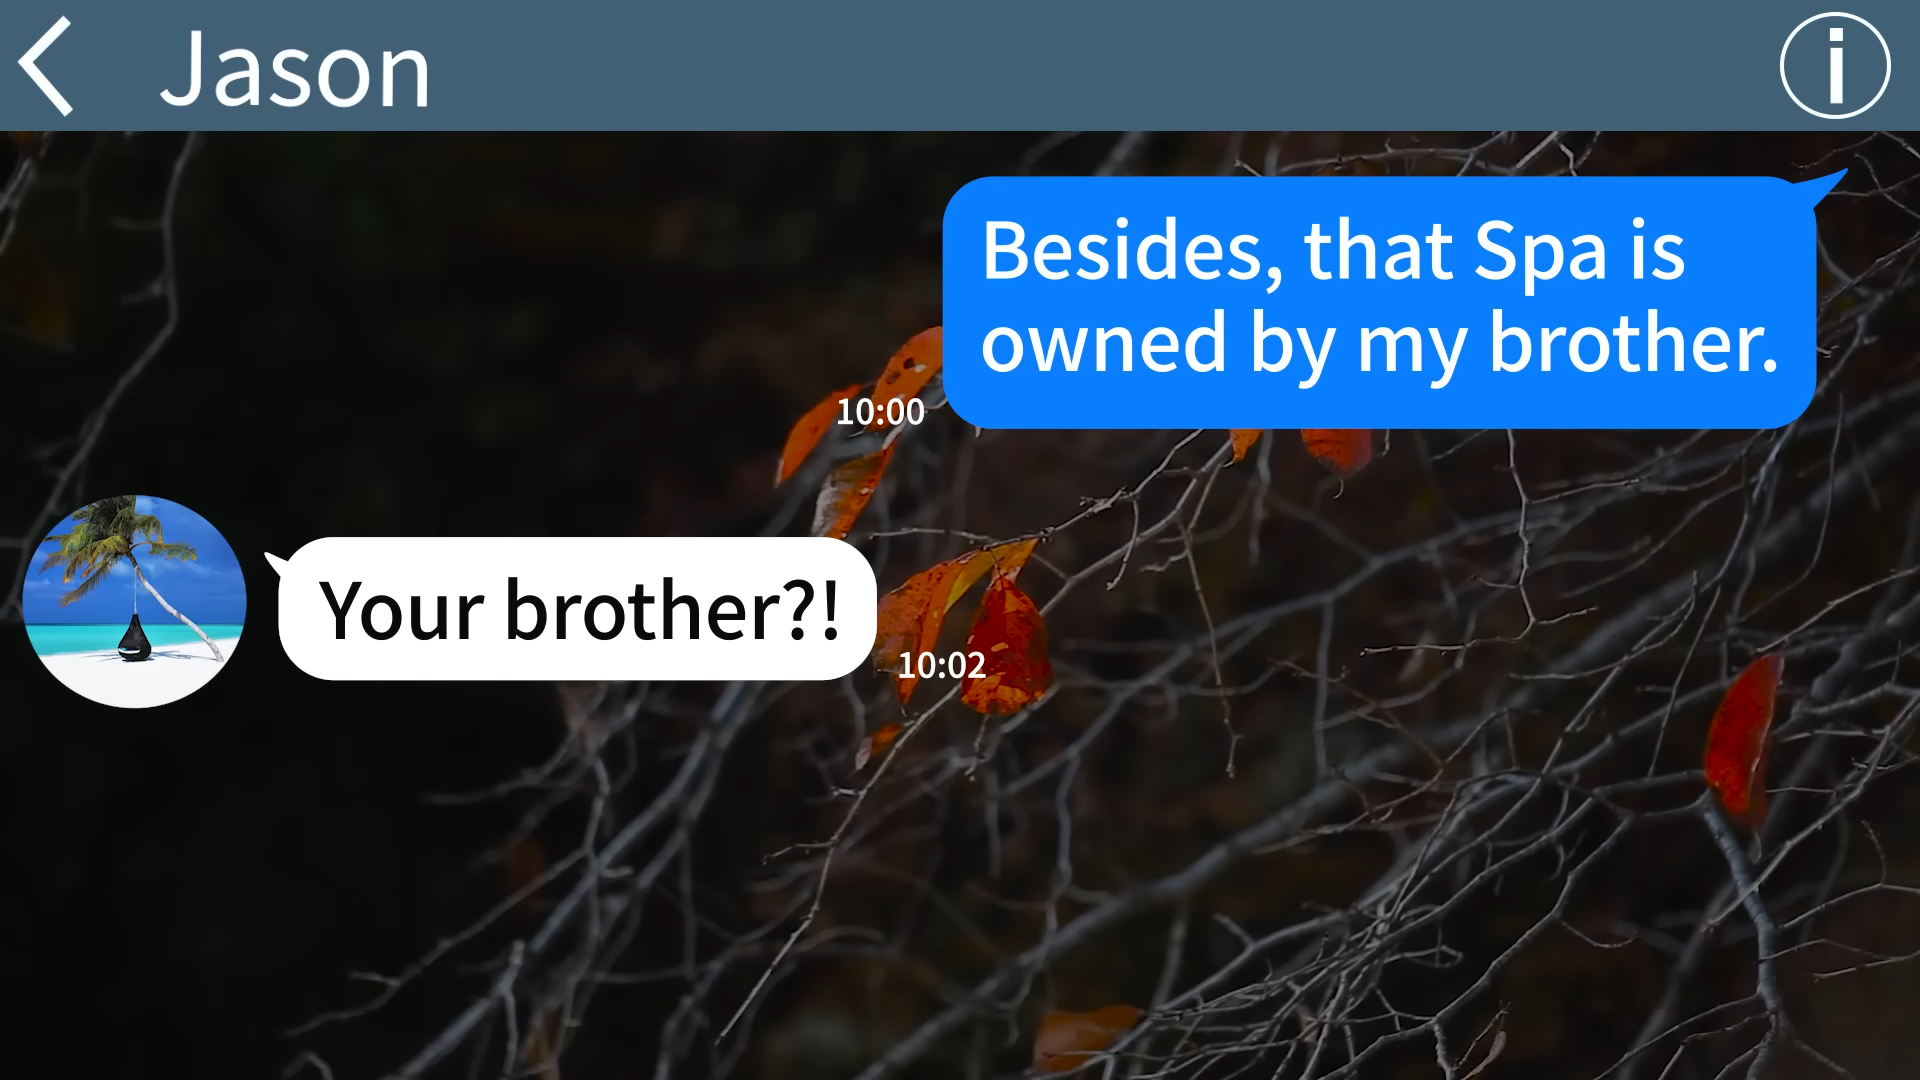 Jason
Besides, that Spa is
owned by my brother.
10:00
Your brother?!
10:02